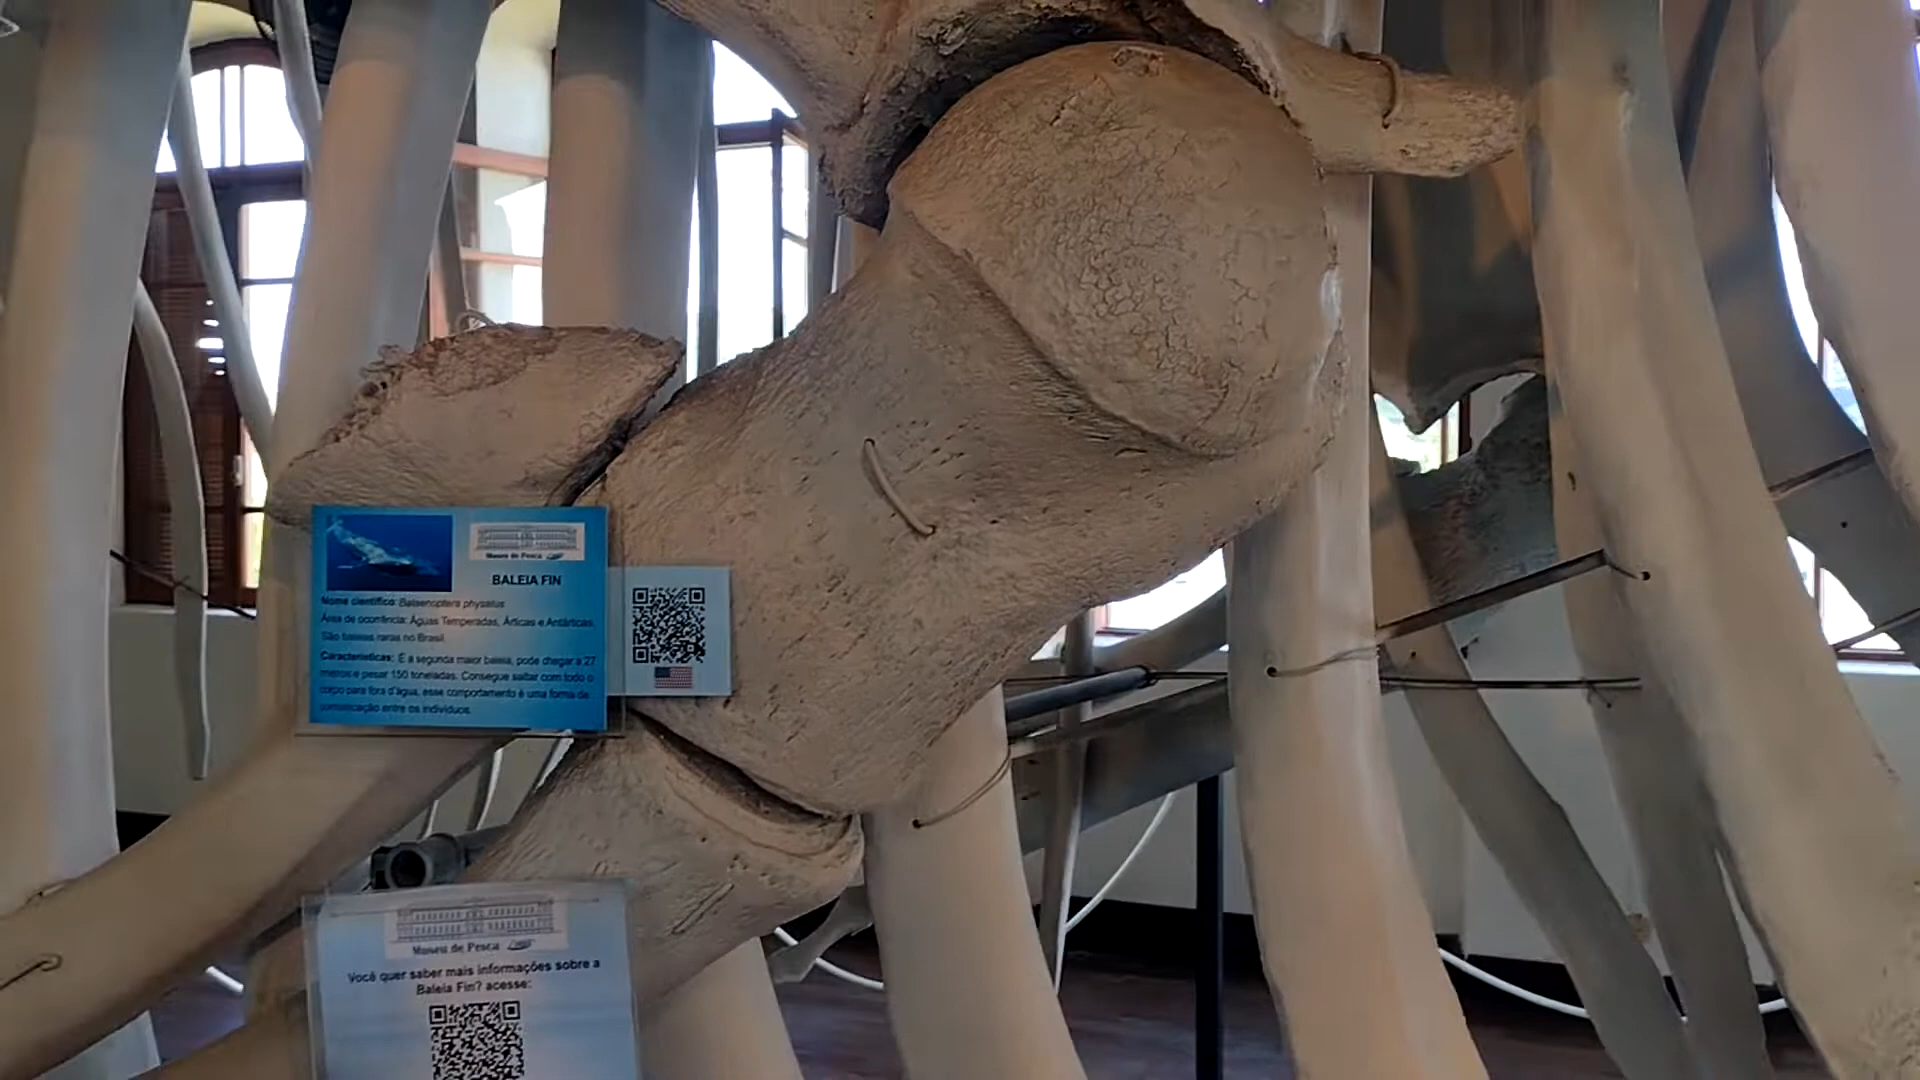 Museu de Pesca
BALEIA FIN
Nome científico: Balaenoptera physalus
Área de ocorrência: Águas Temperadas, Árticas e Antárticas.
São baleias raras no Brasil.
Características: É a segunda maior baleia, pode chegar a 27
metros e pesar 150 toneladas. Consegue saltar com todo o
corpo para fora d'água, esse comportamento é uma forma de
comunicação entre os indivíduos.
Museu de Pesca
Você quer saber mais informações sobre a
Baleia Fin? acesse: